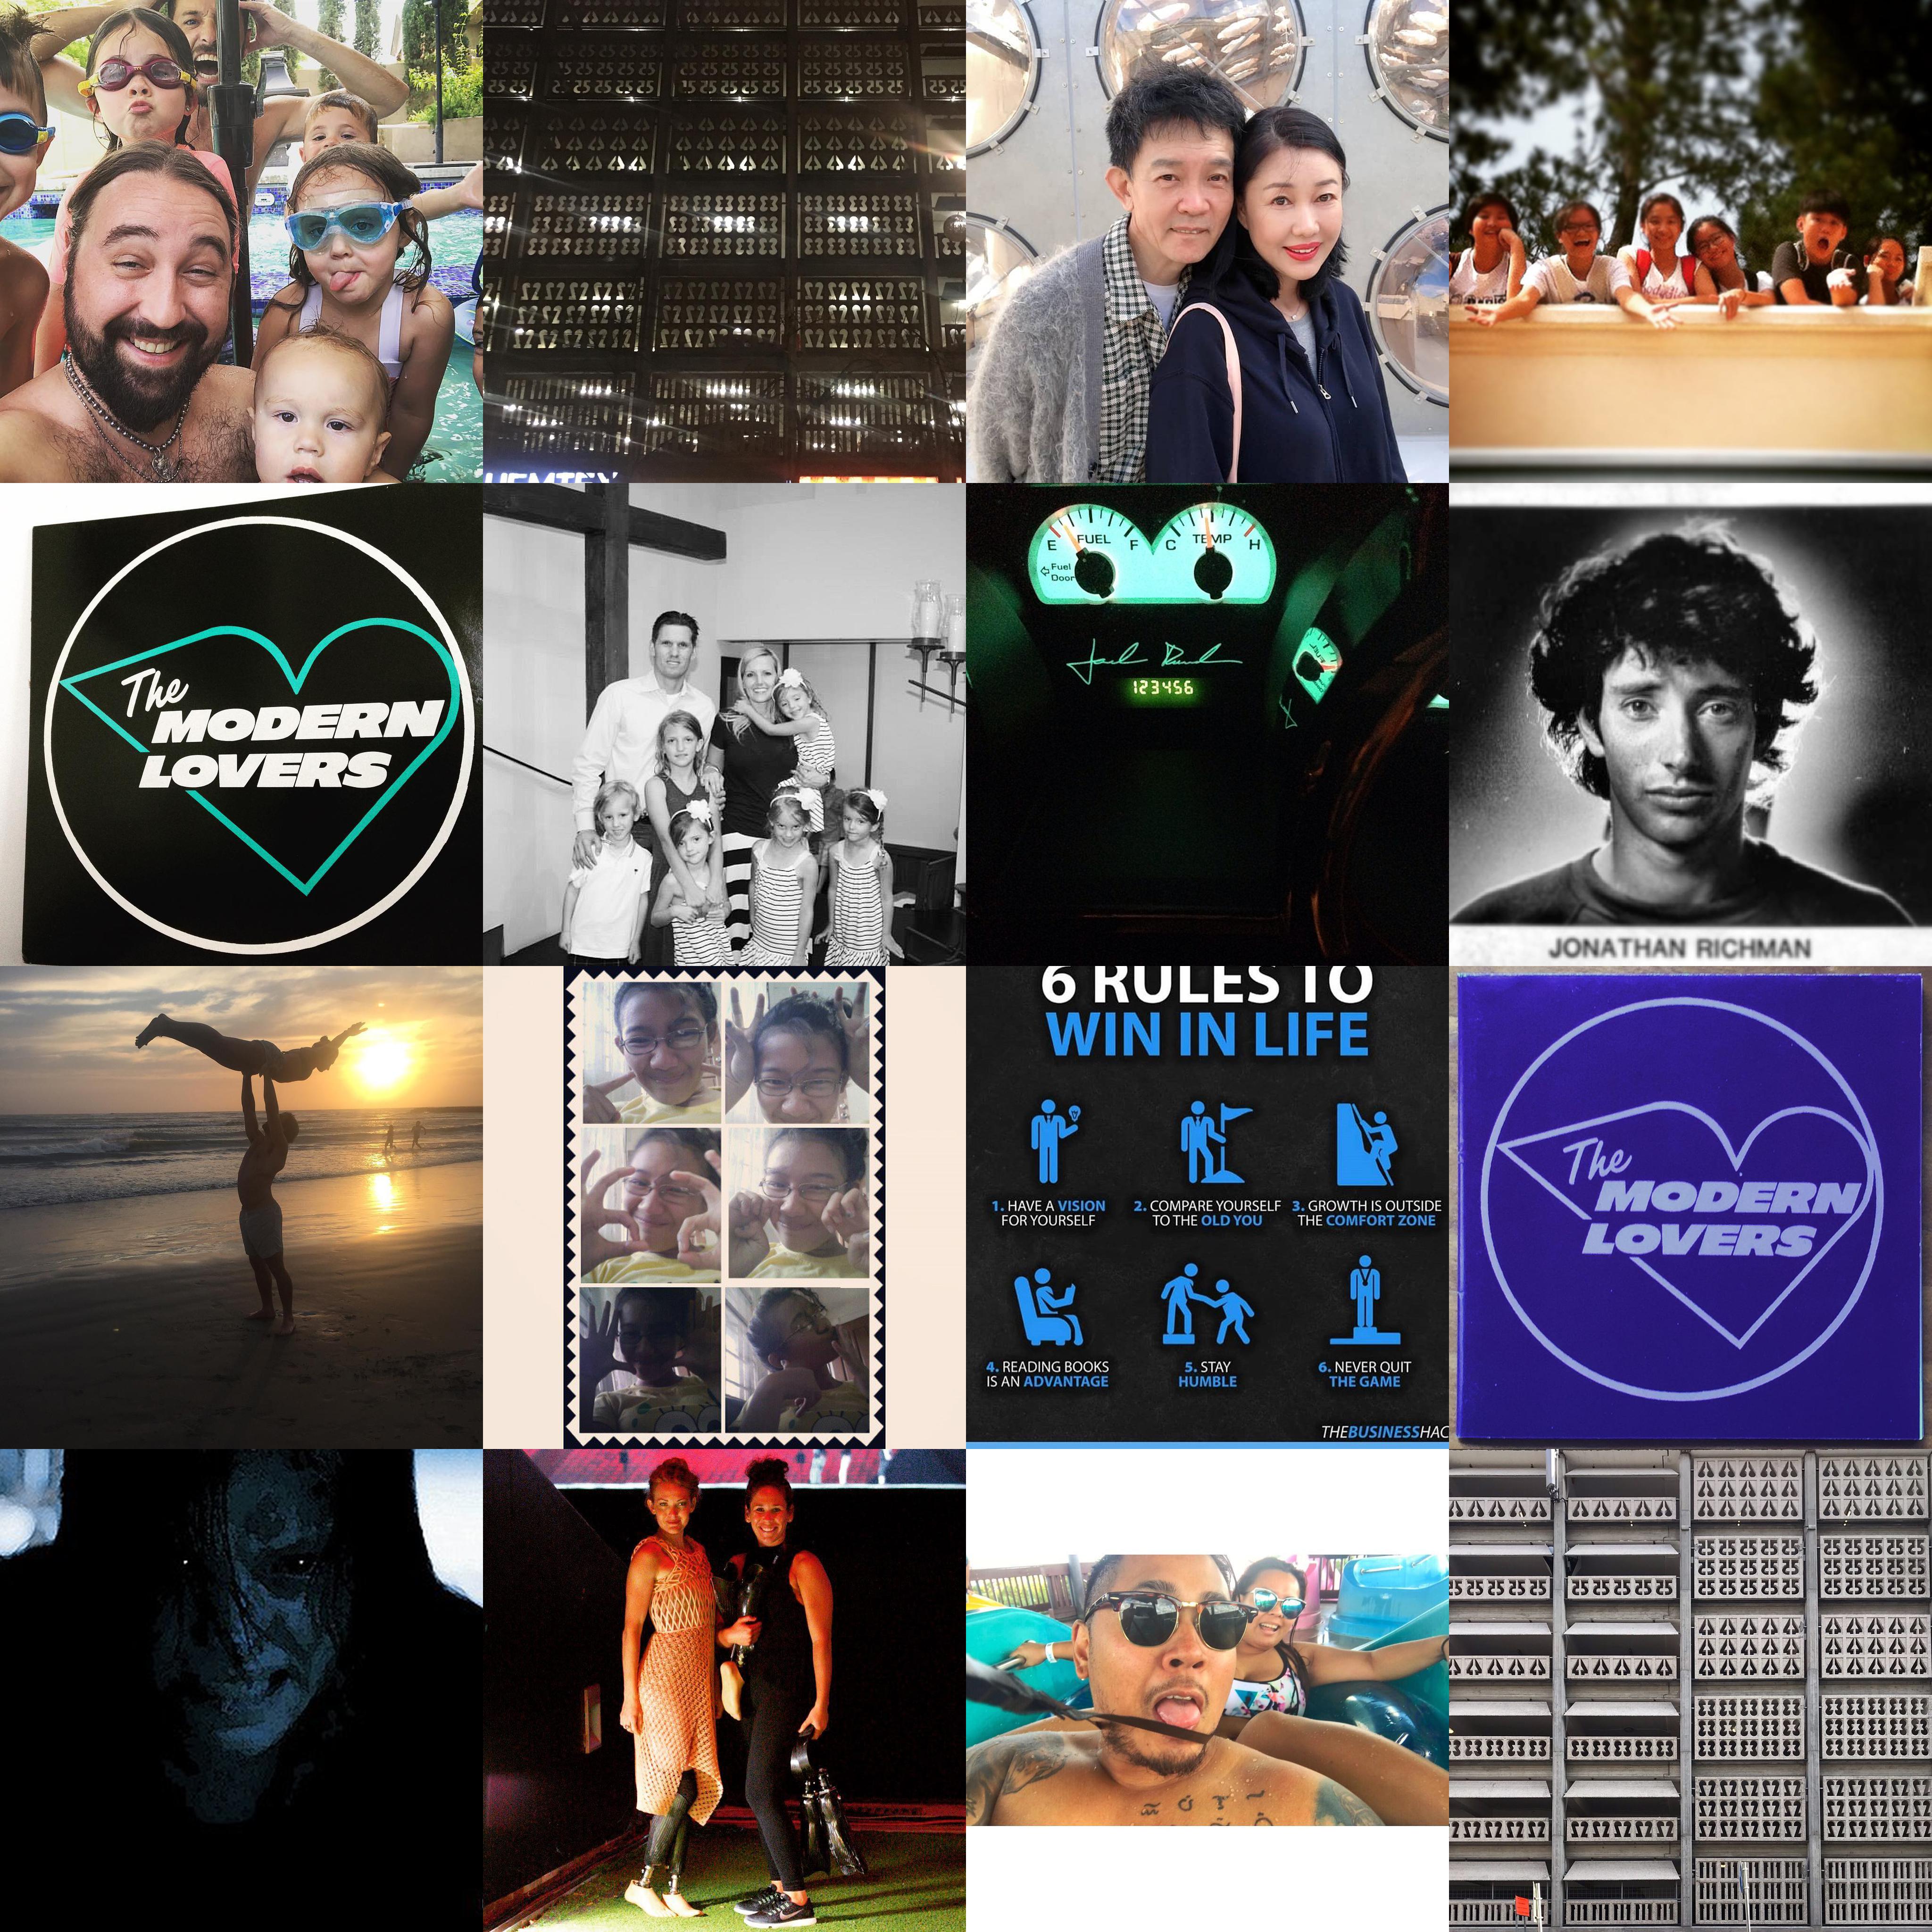 E FUEL F C TEMP H
Fuel
Door
123456
The
MODERN
LOVERS
JONATHAN RICHMAN
6 RULES TO
WIN IN LIFE
1. HAVE A VISION
FOR YOURSELF
2. COMPARE YOURSELF
TO THE OLD YOU
3. GROWTH IS OUTSIDE
THE COMFORT ZONE
4. READING BOOKS
IS AN ADVANTAGE
5. STAY
HUMBLE
6. NEVER QUIT
THE GAME
THEBUSINESSHAC
The
MODERN
LOVERS